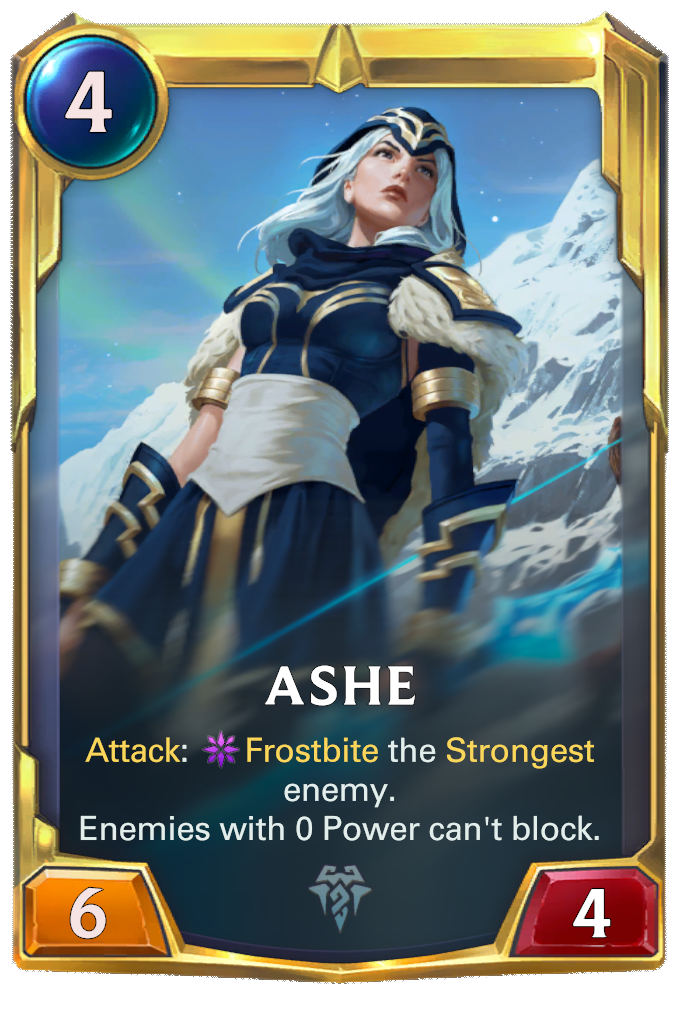 4
ASHE
Attack: Frostbite the Strongest
enemy.
Enemies with 0 Power can't block.
6
4